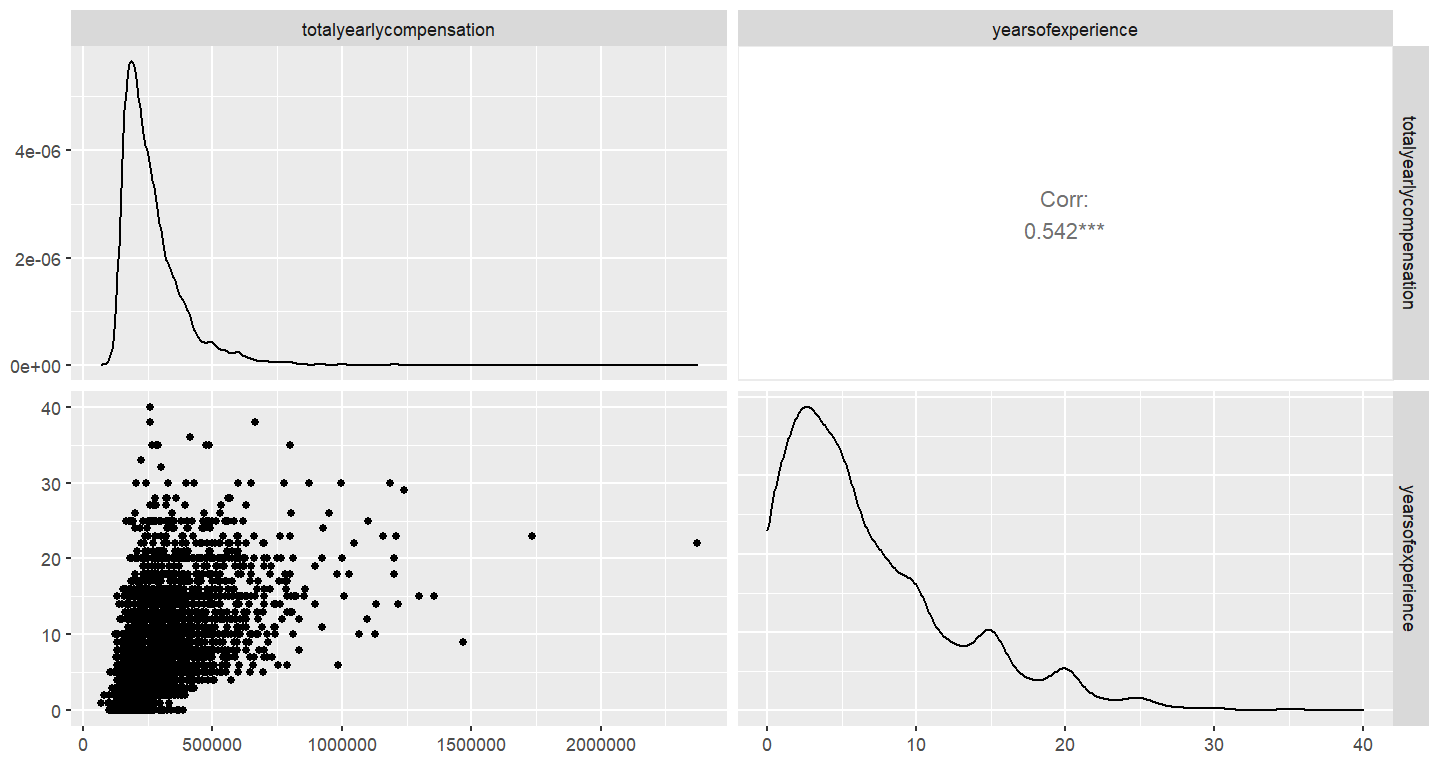 totalyearlycompensation
yearsofexperience
4e-06
2e-06
0e+00
Corr:
0.542***
totalyearlycompensation
40
30
20
10
0
yearsofexperience
0
500000
1000000
1500000
2000000
0
10
20
30
40